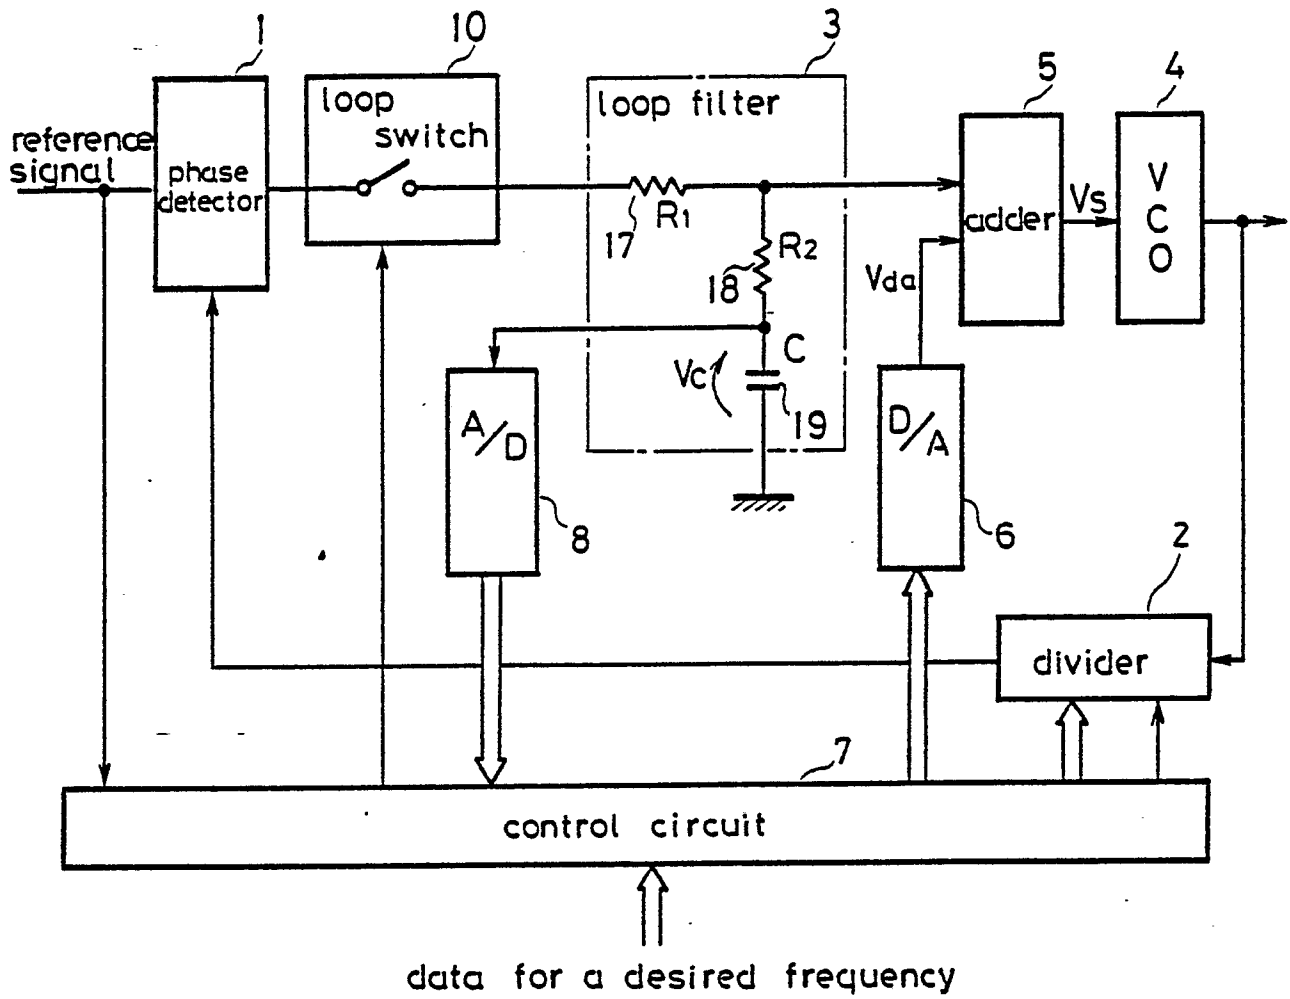 1
10
3
5
4
loop
switch
loop filter
reference
signal
phase
detector
V
C
O
Vs
adder
17
R1
R2
18
Vda
C
Vc
19
A/D
D/A
8
6
2
divider
7
control circuit
data for a desired frequency